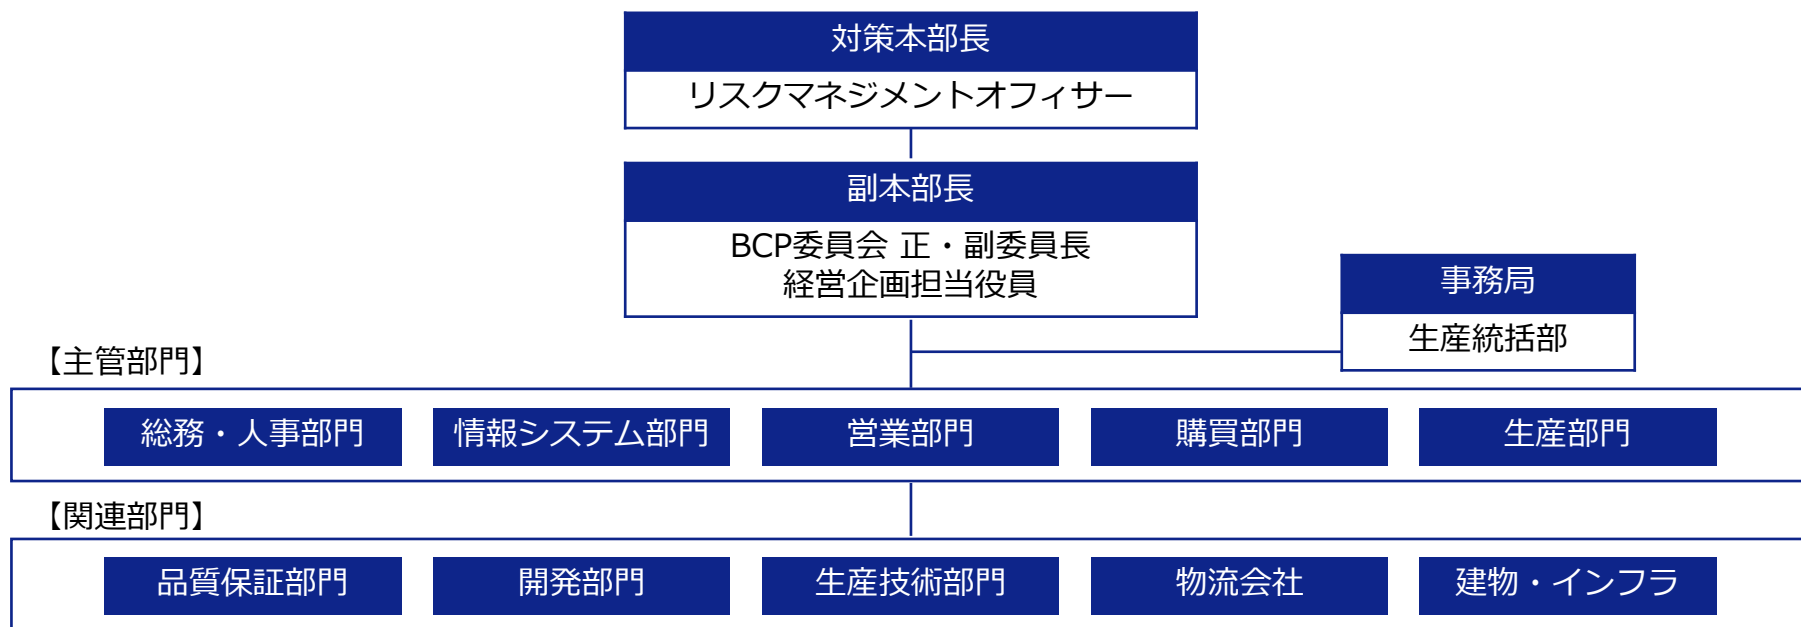 対策本部長
リスクマネジメントオフィサー
副本部長
BCP委員会 正・副委員長
経営企画担当役員
事務局
生産統括部
【主管部門】
総務・人事部門
情報システム部門
営業部門
購買部門
生産部門
【関連部門】
品質保証部門
開発部門
生産技術部門
物流会社
建物・インフラ